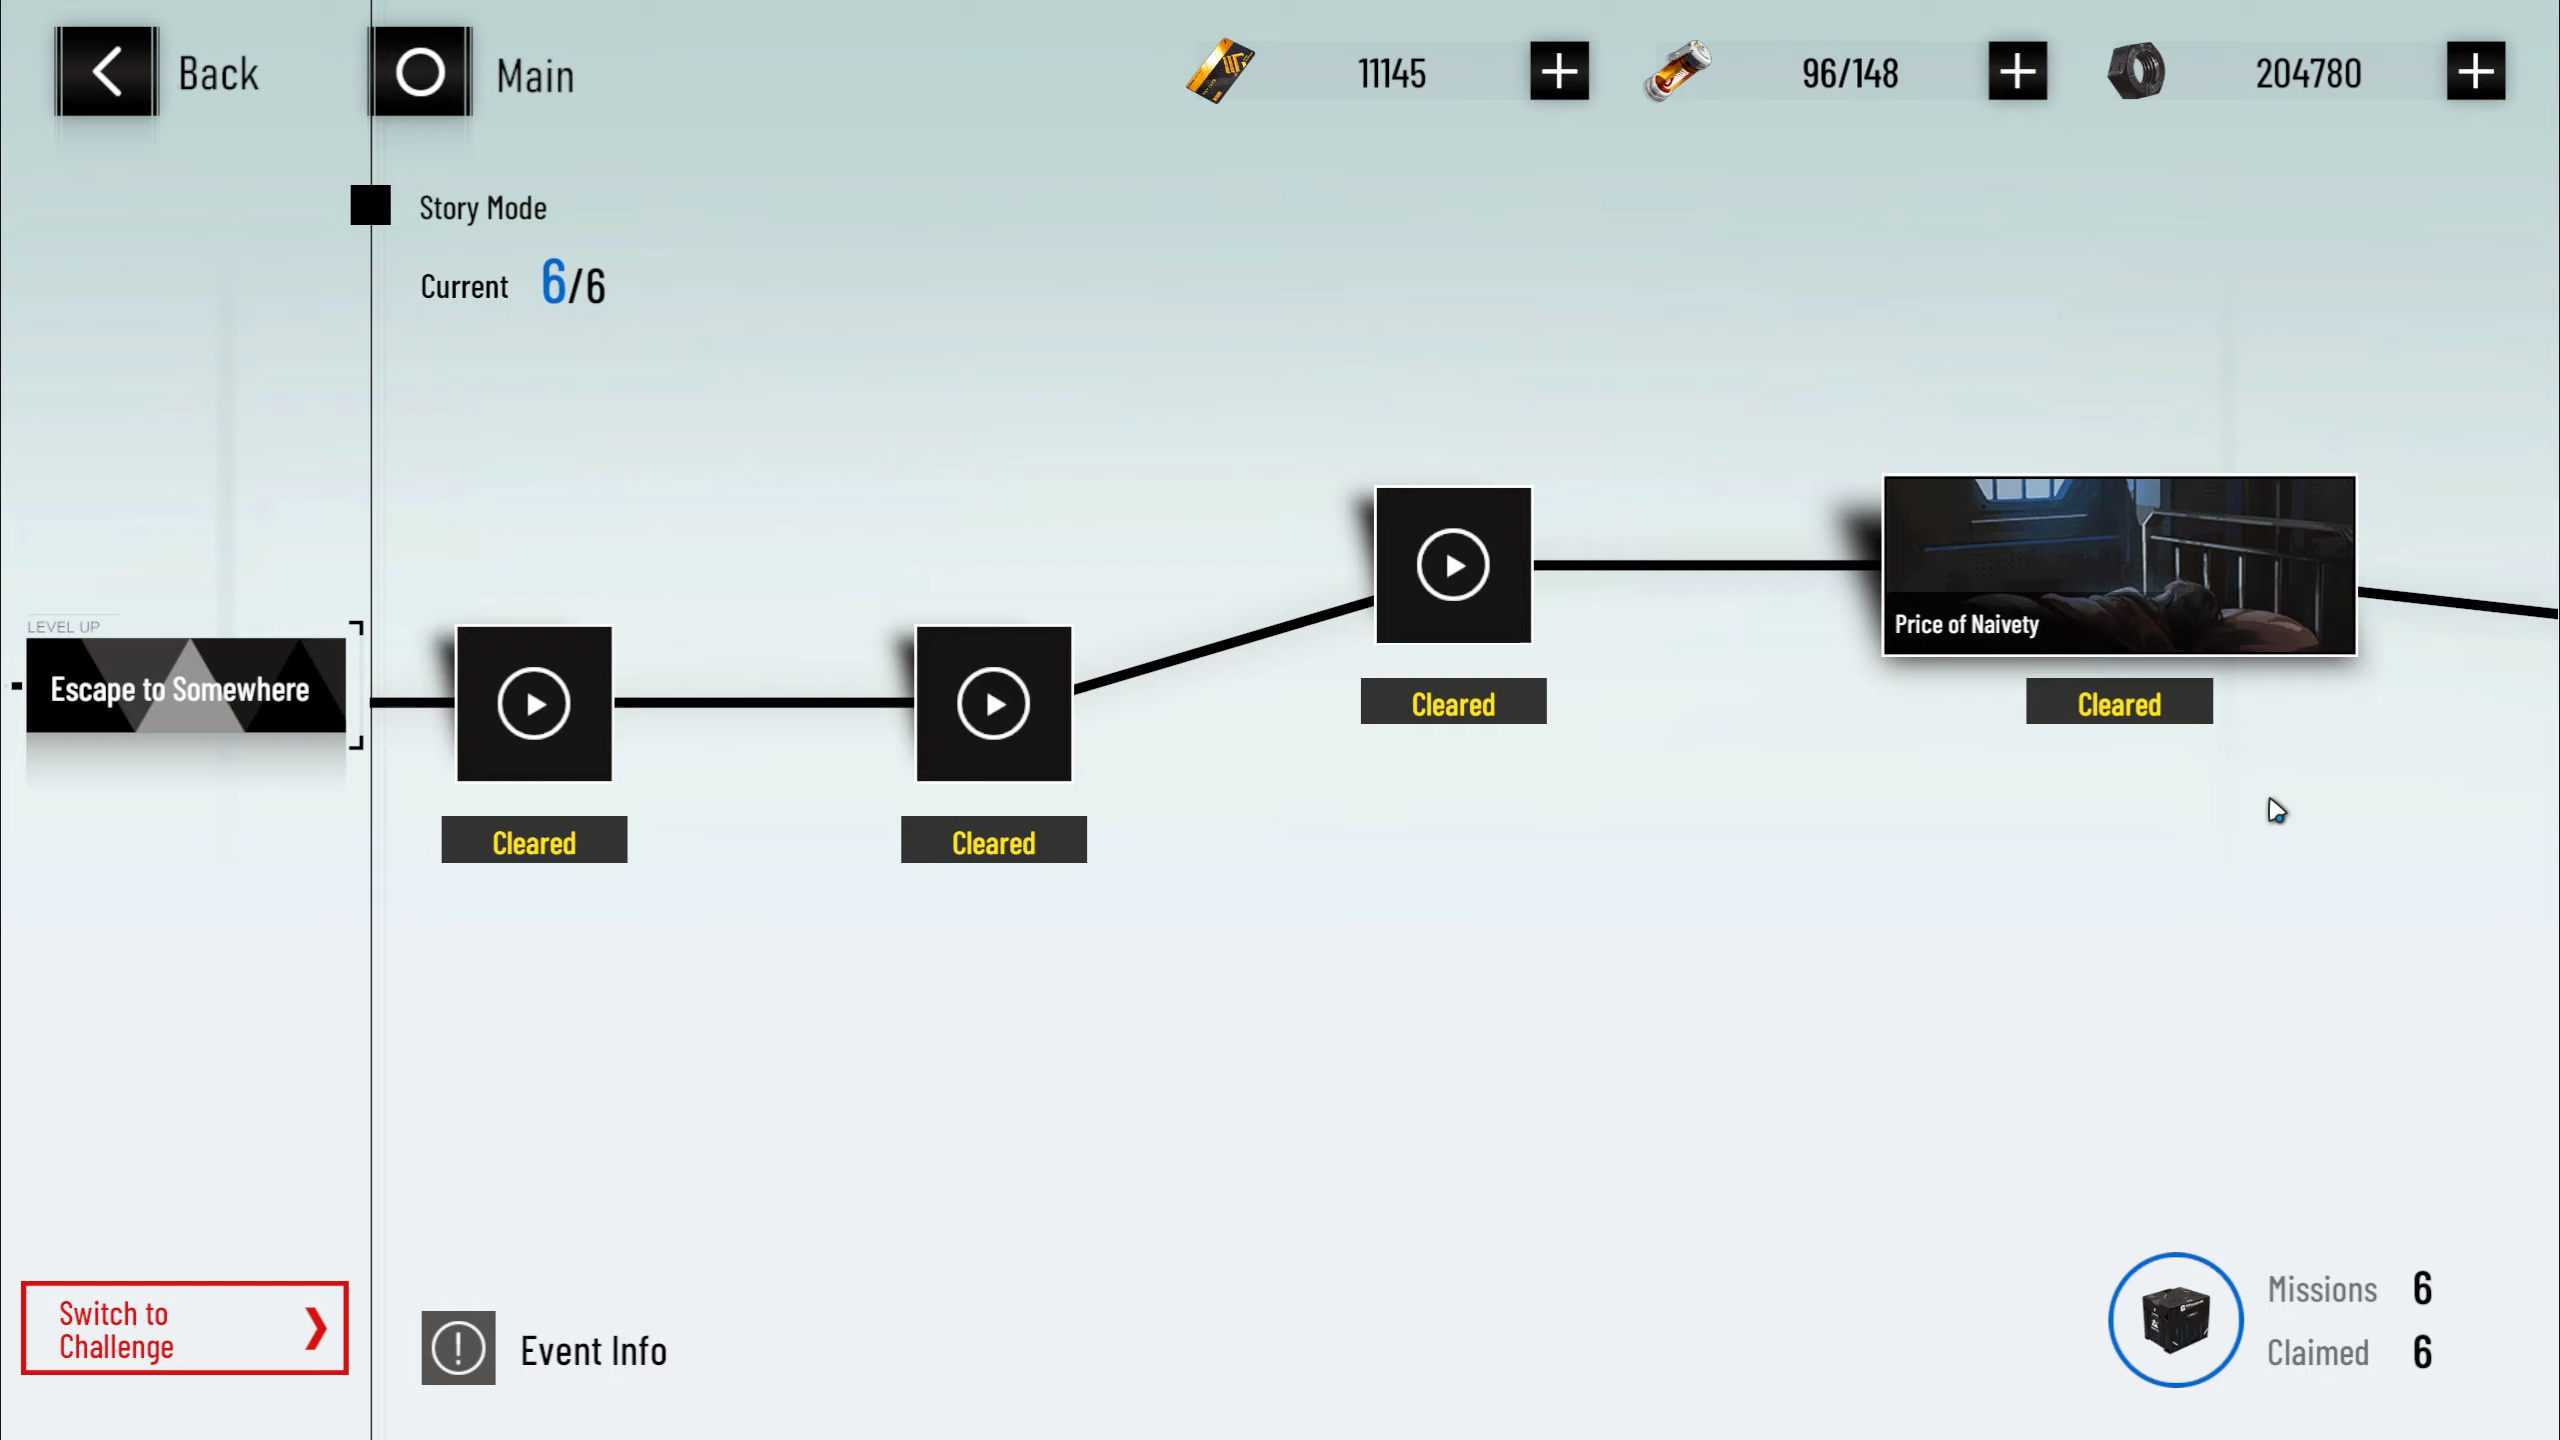 Back
Main
11145
96/148
204780
Story Mode
Current 6/6
LEVEL UP
Escape to Somewhere
Price of Naivety
Cleared
Cleared
Cleared
Cleared
Switch to
Challenge
Event Info
Missions 6
Claimed 6